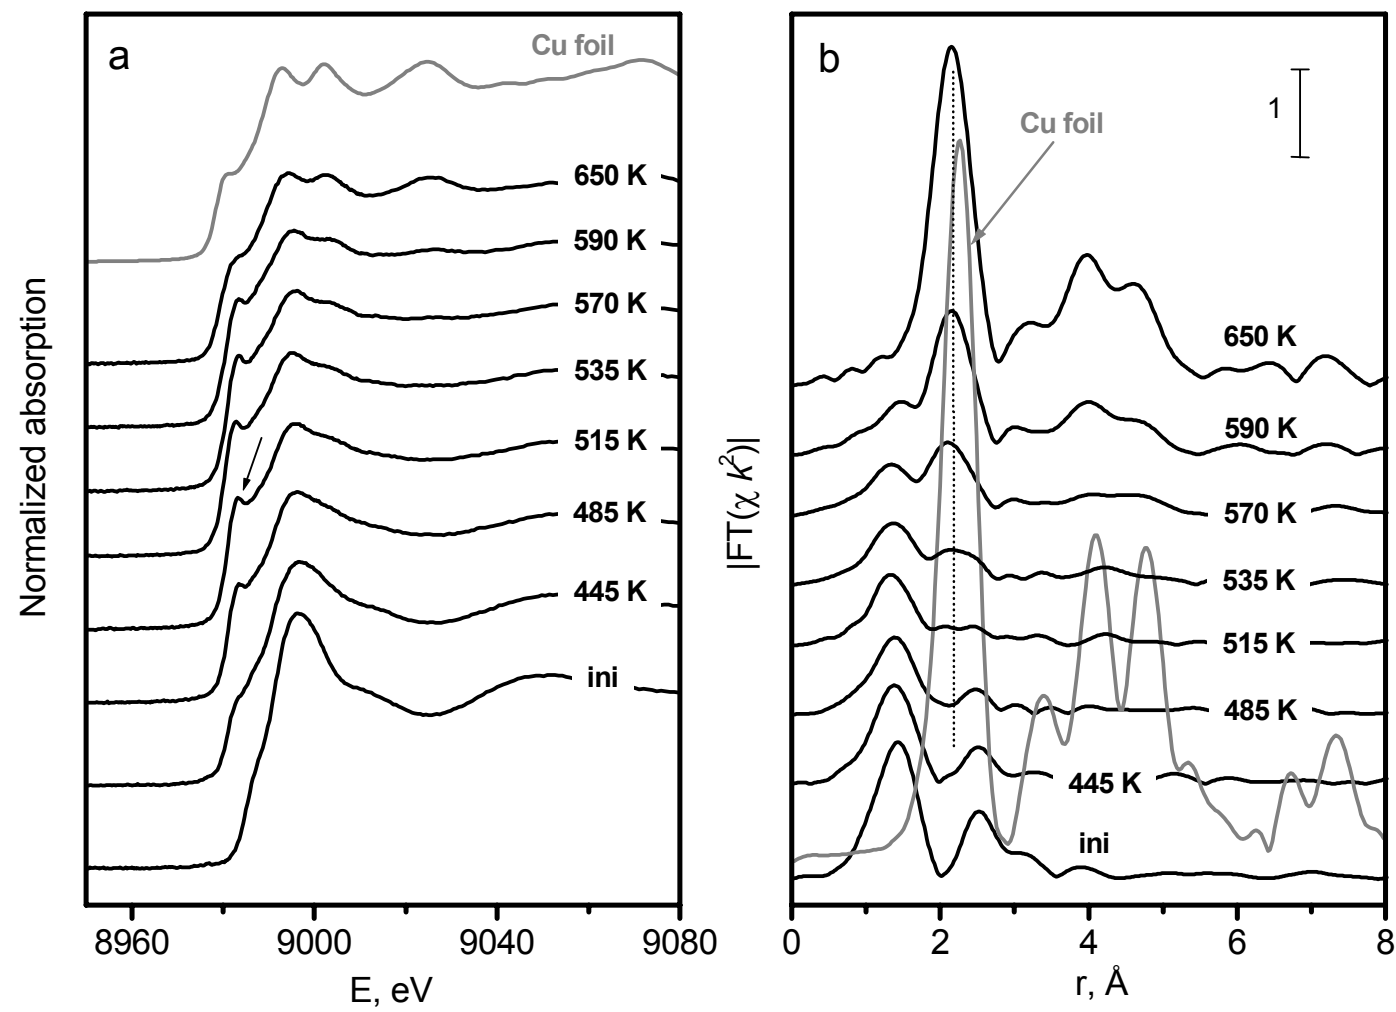 a
Cu foil
650 K
590 K
570 K
535 K
515 K
485 K
445 K
ini
Normalized absorption
8960 9000 9040 9080
E, eV
b
1
Cu foil
650 K
590 K
570 K
535 K
515 K
485 K
445 K
ini
|FT(χ k²)|
0 2 4 6 8
r, Å